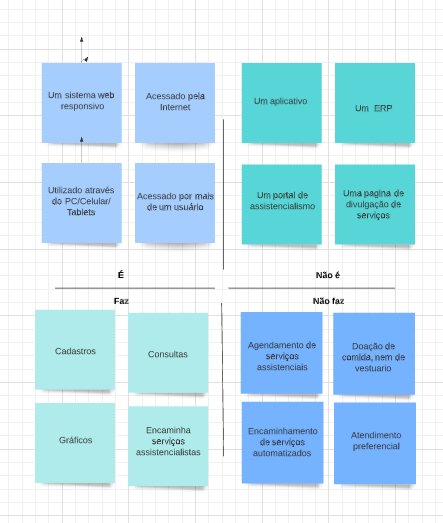 Um sistema web
responsivo
Acessado pela
Internet
Um aplicativo
Um ERP
Utilizado através
do PC/Celular/
Tablets
Acessado por mais
de um usuário
Um portal de
assistencialismo
Uma pagina de
divulgação de
serviços
É
Não é
Faz
Não faz
Cadastros
Consultas
Agendamento de
serviços
assistenciais
Doação de
comida, nem de
vestuario
Gráficos
Encaminha
serviços
assistencialistas
Encaminhamento
de serviços
automatizados
Atendimento
preferencial